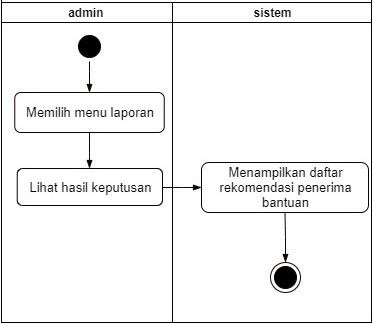 admin
sistem
Memilih menu laporan
Lihat hasil keputusan
Menampilkan daftar
rekomendasi penerima
bantuan